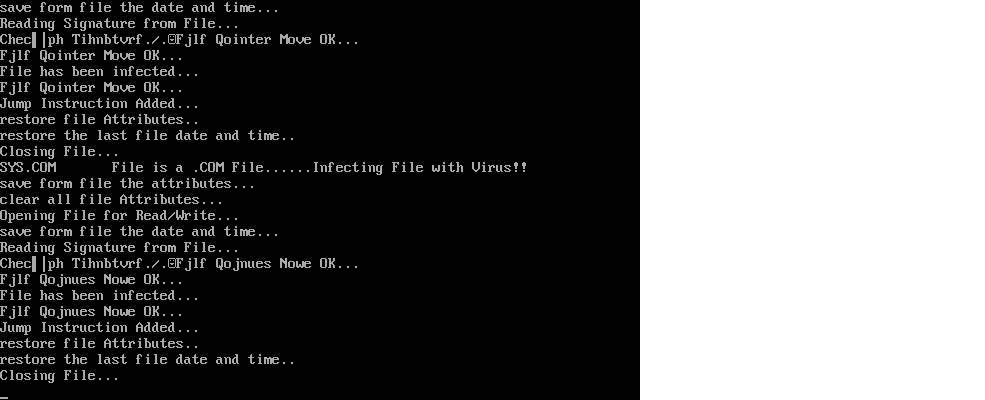 save form file the date and time...
Reading Signature from File...
Chec▌│ph Tihnbtvrf./.☺Fjlf Qointer Move OK...
Fjlf Qointer Move OK...
File has been infected...
Fjlf Qointer Move OK...
Jump Instruction Added...
restore file Attributes..
restore the last file date and time..
Closing File...
SYS.COM       File is a .COM File......Infecting File with Virus!!
save form file the attributes...
clear all file Attributes...
Opening File for Read/Write...
save form file the date and time...
Reading Signature from File...
Chec▌│ph Tihnbtvrf./.☺Fjlf Qojnues Nowe OK...
Fjlf Qojnues Nowe OK...
File has been infected...
Fjlf Qojnues Nowe OK...
Jump Instruction Added...
restore file Attributes..
restore the last file date and time..
Closing File...